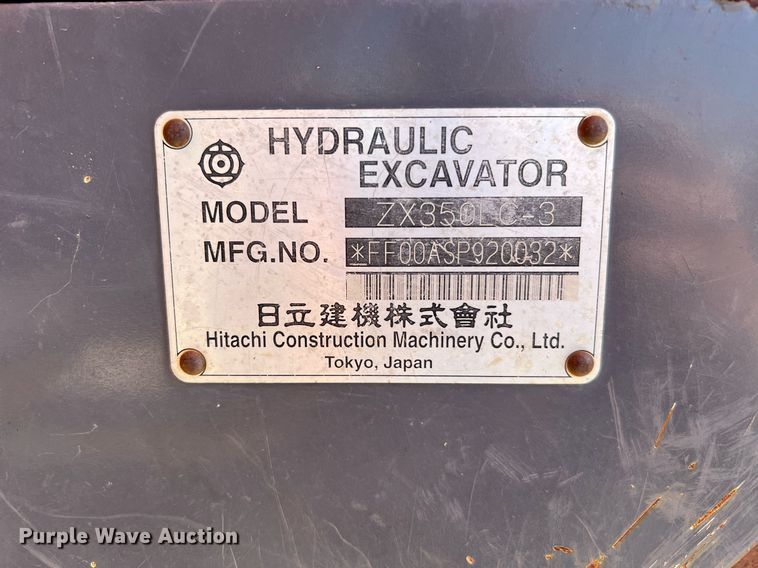 HYDRAULIC
EXCAVATOR
MODEL ZX350LC-3
MFG.NO. *FF00ASP920032*
日立建機株式會社
Hitachi Construction Machinery Co., Ltd.
Tokyo, Japan
Purple Wave Auction®